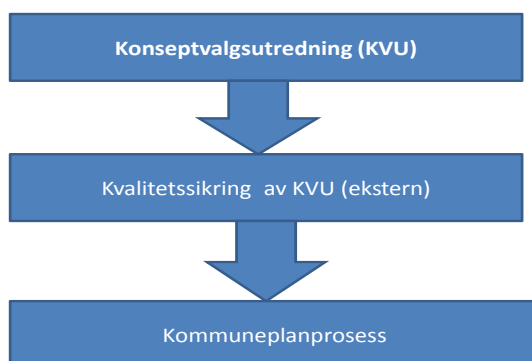 Konseptvalgsutredning (KVU)
Kvalitetssikring av KVU (ekstern)
Kommuneplanprosess